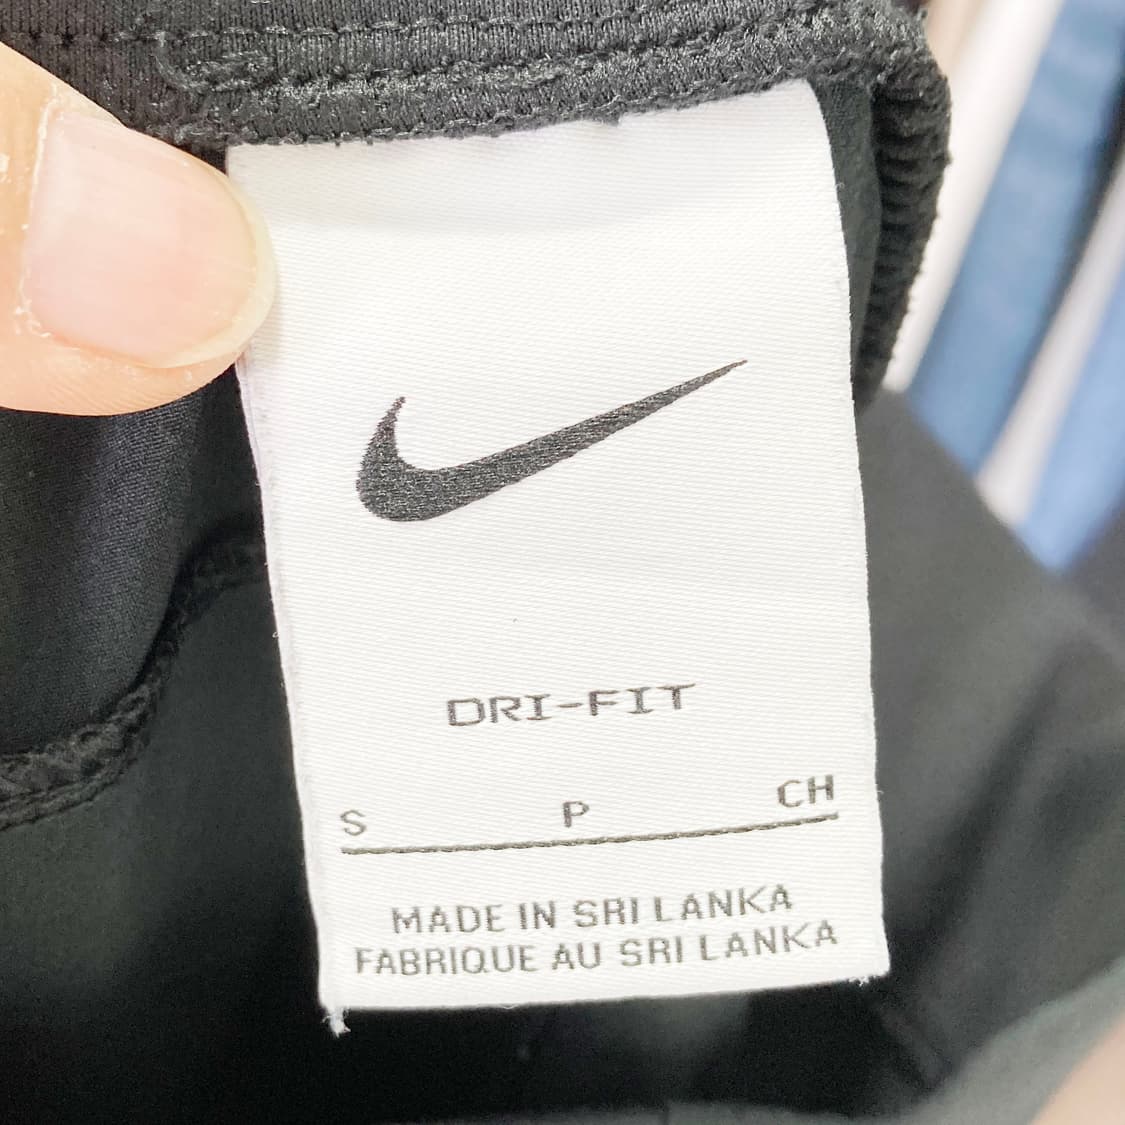 DRI-FIT
S P CH
MADE IN SRI LANKA
FABRIQUE AU SRI LANKA